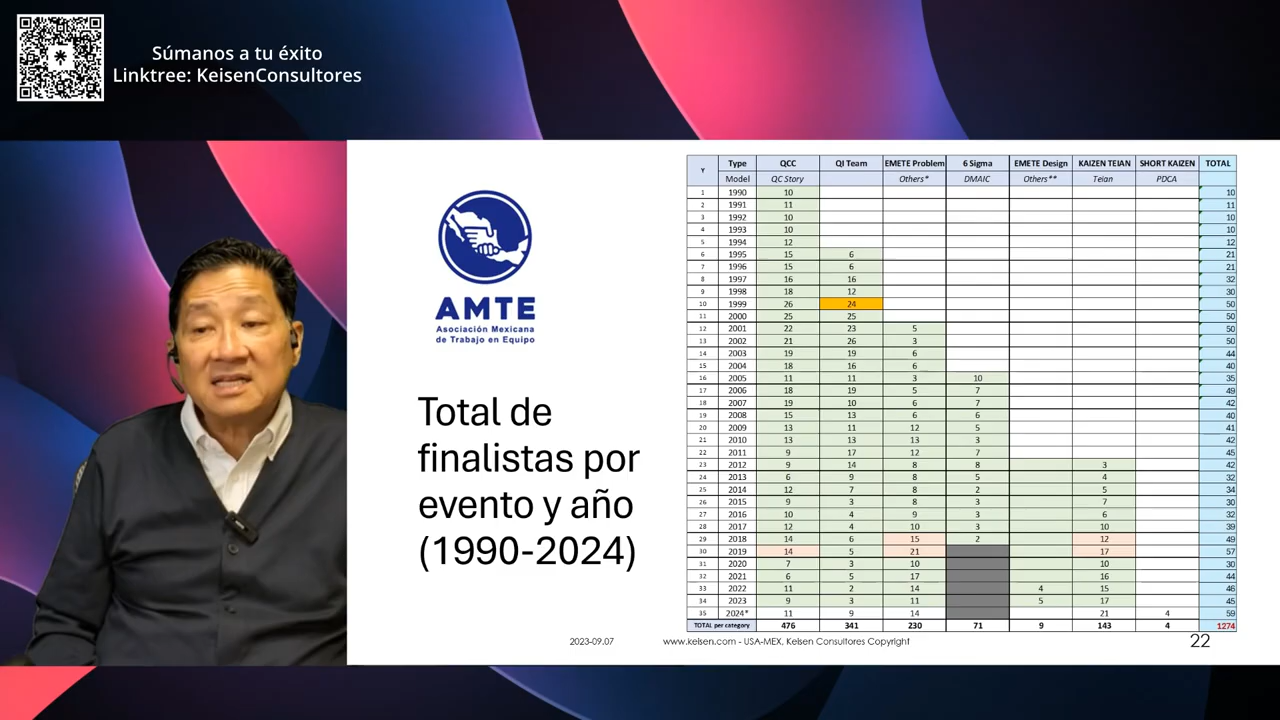 Súmanos a tu éxito
Linktree: KeisenConsultores
AMTE
Asociación Mexicana
de Trabajo en Equipo
Total de
finalistas por
evento y año
(1990-2024)
Y Type QCC QI Team EMETE Problem 6 Sigma EMETE Design KAIZEN TEIAN SHORT KAIZEN TOTAL
Model QC Story Others* DMAIC Others** Teian PDCA
1 1990 10 10
2 1991 11 11
3 1992 10 10
4 1993 10 10
5 1994 12 12
6 1995 15 6 21
7 1996 15 6 21
8 1997 16 16 32
9 1998 18 12 30
10 1999 26 24 50
11 2000 25 25 50
12 2001 22 23 5 50
13 2002 21 26 3 50
14 2003 19 19 6 44
15 2004 18 16 6 40
16 2005 11 11 3 10 35
17 2006 18 19 5 7 49
18 2007 19 10 6 7 42
19 2008 15 13 6 6 40
20 2009 13 11 12 5 41
21 2010 13 13 13 3 42
22 2011 9 17 12 7 45
23 2012 9 14 8 8 3 42
24 2013 6 9 8 5 4 32
25 2014 12 7 8 2 5 34
26 2015 9 3 8 3 7 30
27 2016 10 4 9 3 6 32
28 2017 12 4 10 3 10 39
29 2018 14 6 15 2 12 49
30 2019 14 5 21 17 57
31 2020 7 3 10 10 30
32 2021 6 5 17 16 44
33 2022 11 2 14 4 15 46
34 2023 9 3 11 5 17 45
35 2024* 11 9 14 21 4 59
TOTAL per category 476 341 230 71 9 143 4 1274
2023-09.07 www.keisen.com - USA-MEX, Keisen Consultores Copyright 22